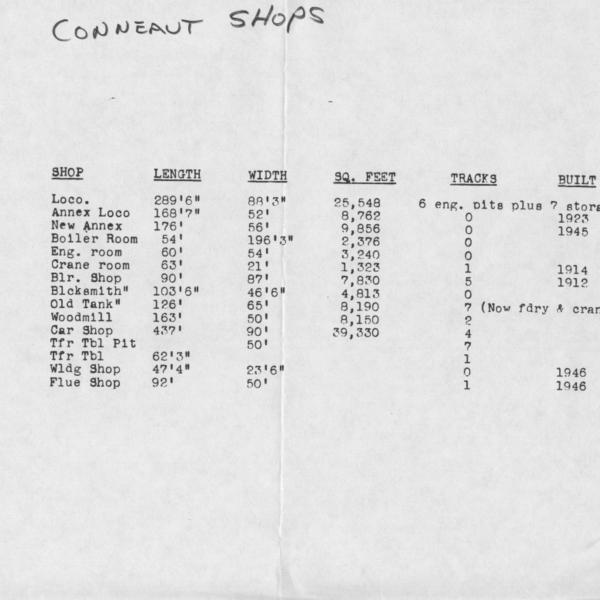 CONNEAUT SHOPS
SHOP LENGTH WIDTH SQ. FEET TRACKS BUILT
Loco. 289'6" 88'3" 25,548 6 eng. pits plus 7 stora
Annex Loco 168'7" 52' 8,762 0 1923
New Annex 176' 56' 9,856 0 1945
Boiler Room 54' 196'3" 2,376 0
Eng. room 60' 54' 3,240 0
Crane room 63' 21' 1,323 1 1914
Blr. Shop 90' 87' 7,830 5 1912
Blcksmith" 103'6" 46'6" 4,813 0
Old Tank" 126' 65' 8,190 7 (Now fdry & cran
Woodmill 163' 50' 8,150 2
Car Shop 437' 90' 39,330 4
Tfr Tbl Pit 50' 7
Tfr Tbl 62'3" 1
Wldg Shop 47'4" 23'6" 0 1946
Flue Shop 92' 50' 1 1946